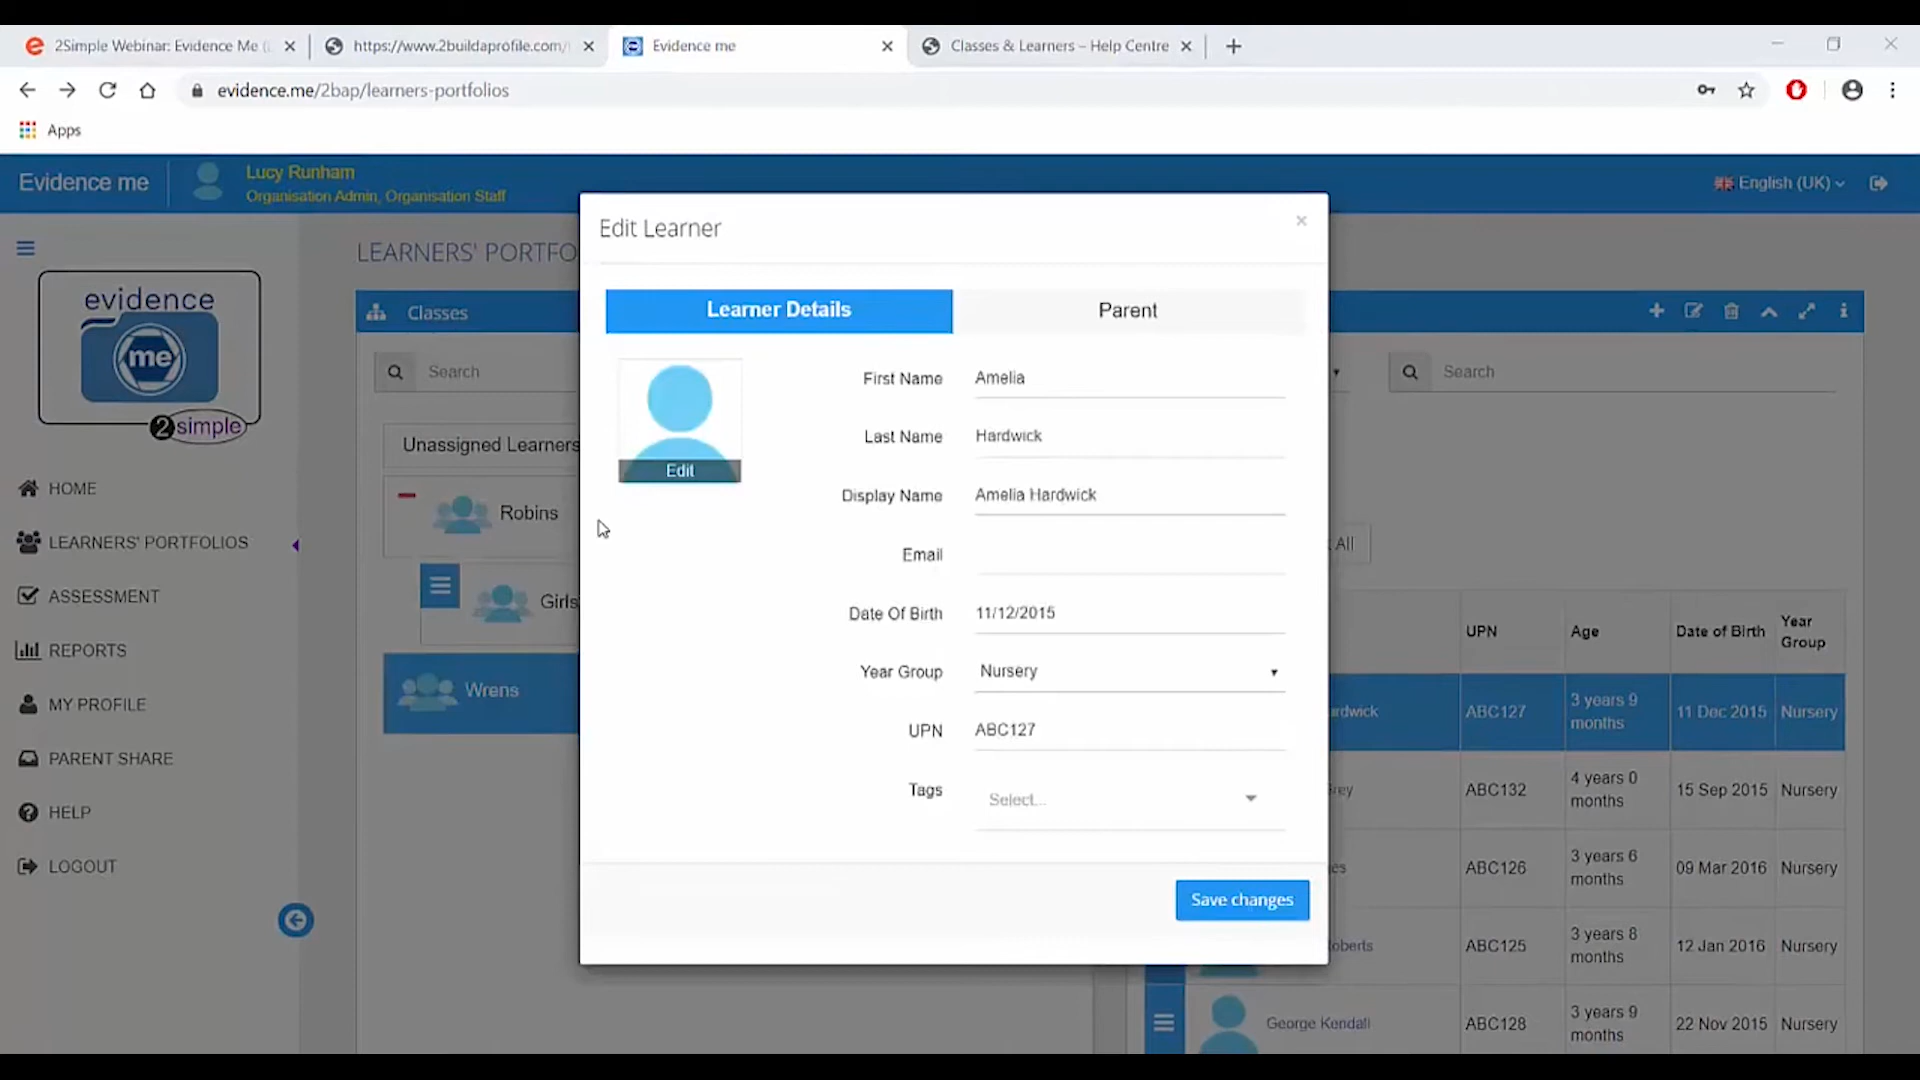 2Simple Webinar: Evidence Me (
https://www.2buildaprofile.com/
Evidence me
Classes & Learners – Help Centre
evidence.me/2bap/learners-portfolios
Apps
Evidence me
Lucy Runham
Organisation Admin, Organisation Staff
English (UK)
evidence
me
2simple
HOME
LEARNERS' PORTFOLIOS
ASSESSMENT
REPORTS
MY PROFILE
PARENT SHARE
HELP
LOGOUT
LEARNERS' PORTFO
Classes
Search
Unassigned Learners
Robins
Girls
Wrens
Edit Learner
Learner Details
Parent
Edit
First Name
Amelia
Last Name
Hardwick
Display Name
Amelia Hardwick
Email
Date Of Birth
11/12/2015
Year Group
Nursery
UPN
ABC127
Tags
Select...
Save changes
Search
All
UPN
Age
Date of Birth
Year
Group
ardwick
ABC127
3 years 9
months
11 Dec 2015
Nursery
rey
ABC132
4 years 0
months
15 Sep 2015
Nursery
es
ABC126
3 years 6
months
09 Mar 2016
Nursery
oberts
ABC125
3 years 8
months
12 Jan 2016
Nursery
George Kendall
ABC128
3 years 9
months
22 Nov 2015
Nursery